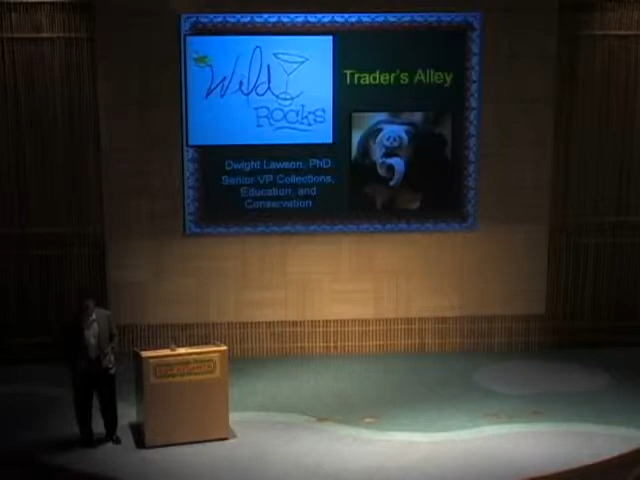 Wild
ROCKS
Trader's Alley
Dwight Lawson, PhD.
Senior VP Collections,
Education, and
Conservation